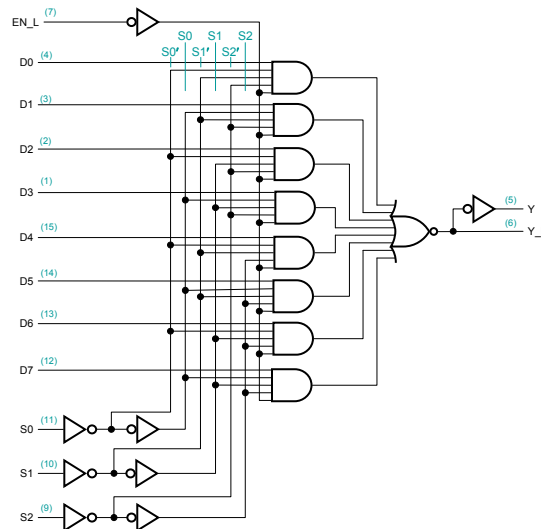 (7)
EN_L
S0 S1 S2
S0′ S1′ S2′
(4)
D0
(3)
D1
(2)
D2
(1)
D3
(15)
D4
(14)
D5
(13)
D6
(12)
D7
(5)
Y
(6)
Y_
(11)
S0
(10)
S1
(9)
S2